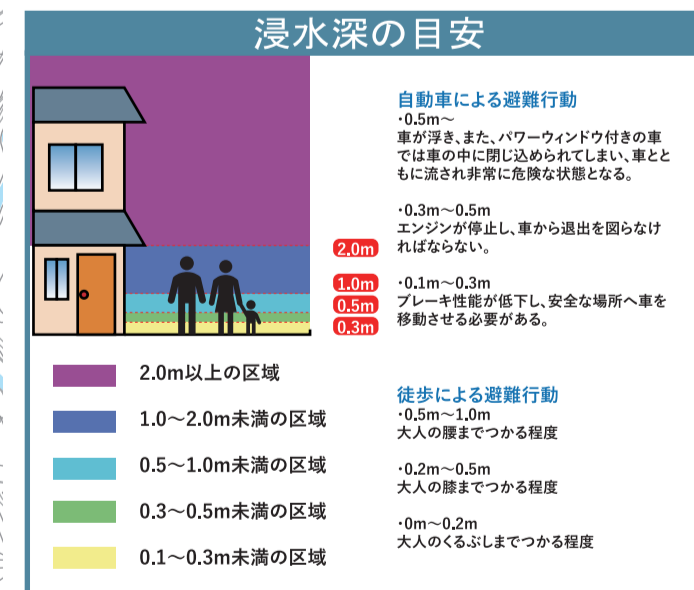 浸水深の目安
2.0m
1.0m
0.5m
0.3m
2.0m以上の区域
1.0～2.0m未満の区域
0.5～1.0m未満の区域
0.3～0.5m未満の区域
0.1～0.3m未満の区域
自動車による避難行動
・0.5m～
車が浮き、また、パワーウィンドウ付きの車
では車の中に閉じ込められてしまい、車とと
もに流され非常に危険な状態となる。
・0.3m～0.5m
エンジンが停止し、車から退出を図らなけ
ればならない。
・0.1m～0.3m
ブレーキ性能が低下し、安全な場所へ車を
移動させる必要がある。
徒歩による避難行動
・0.5m～1.0m
大人の腰までつかる程度
・0.2m～0.5m
大人の膝までつかる程度
・0m～0.2m
大人のくるぶしまでつかる程度